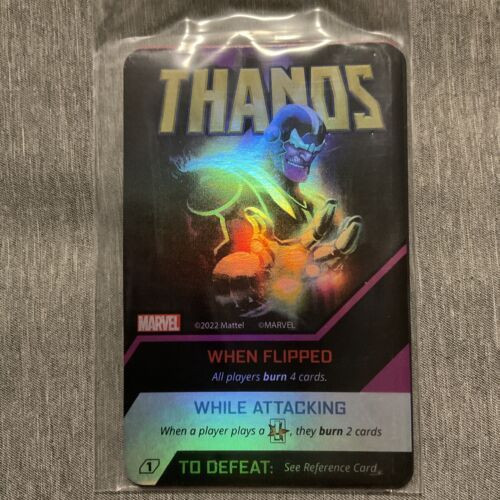 THANOS
MARVEL ©2022 Mattel ©MARVEL
WHEN FLIPPED
All players burn 4 cards.
WHILE ATTACKING
When a player plays a U, they burn 2 cards
1 TO DEFEAT: See Reference Card